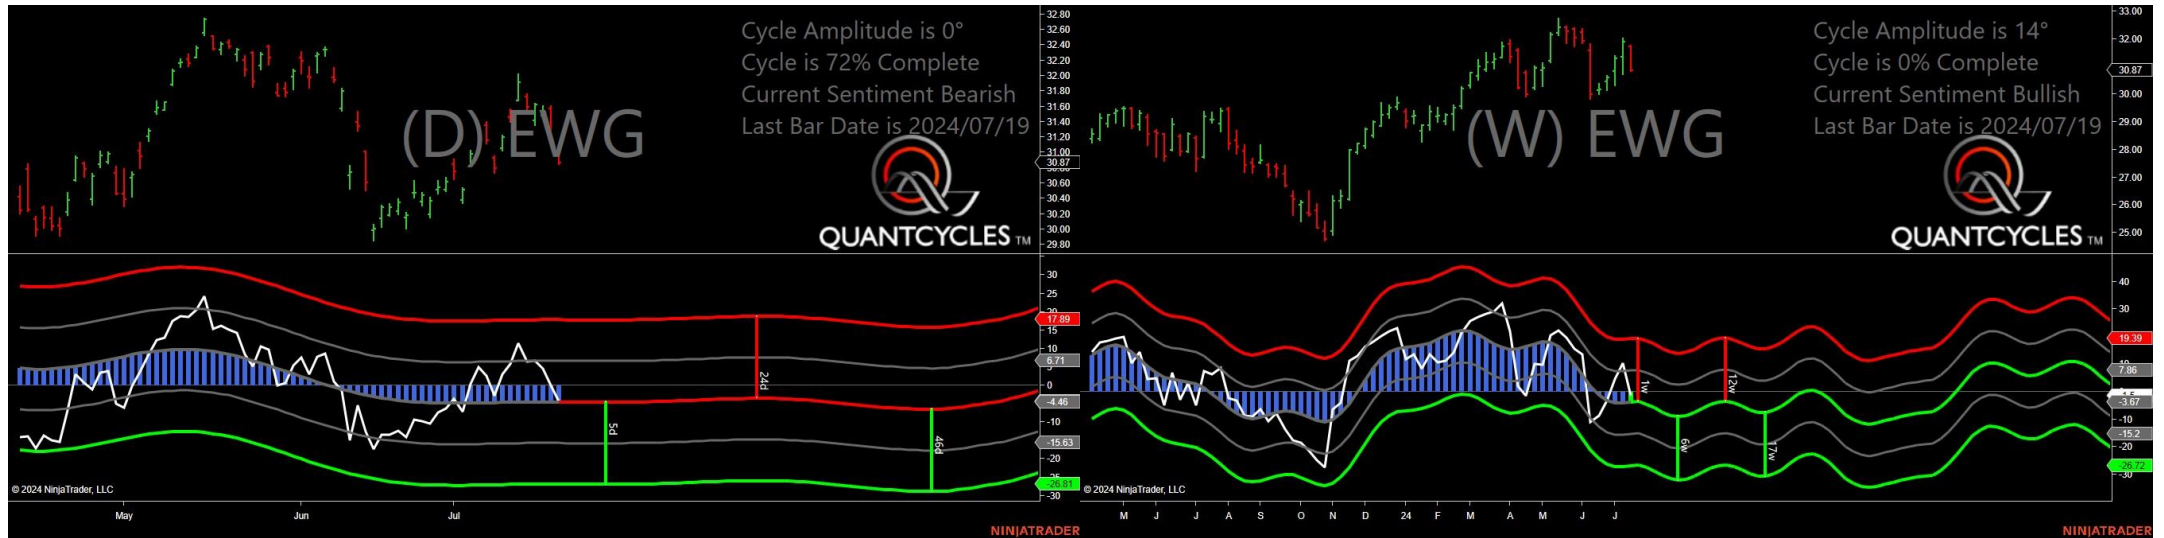 Cycle Amplitude is 0°
Cycle is 72% Complete
Current Sentiment Bearish
Last Bar Date is 2024/07/19
(D) EWG
QUANTCYCLES TM
32.80
32.60
32.40
32.20
32.00
31.80
31.60
31.40
31.20
31.00
30.87
30.60
30.40
30.20
30.00
29.80
30
25
17.89
15
10
6.71
0
-4.46
-10
-15.63
-20
-26.81
-30
5d
24d
46d
© 2024 NinjaTrader, LLC
May Jun Jul
NINJATRADER
Cycle Amplitude is 14°
Cycle is 0% Complete
Current Sentiment Bullish
Last Bar Date is 2024/07/19
(W) EWG
QUANTCYCLES TM
33.00
32.00
30.87
30.00
29.00
28.00
27.00
26.00
25.00
40
30
19.39
7.86
-3.67
-10
-15.2
-20
-26.72
-30
1w
6w
12w
17w
© 2024 NinjaTrader, LLC
M J J A S O N D 24 F M A M J J
NINJATRADER